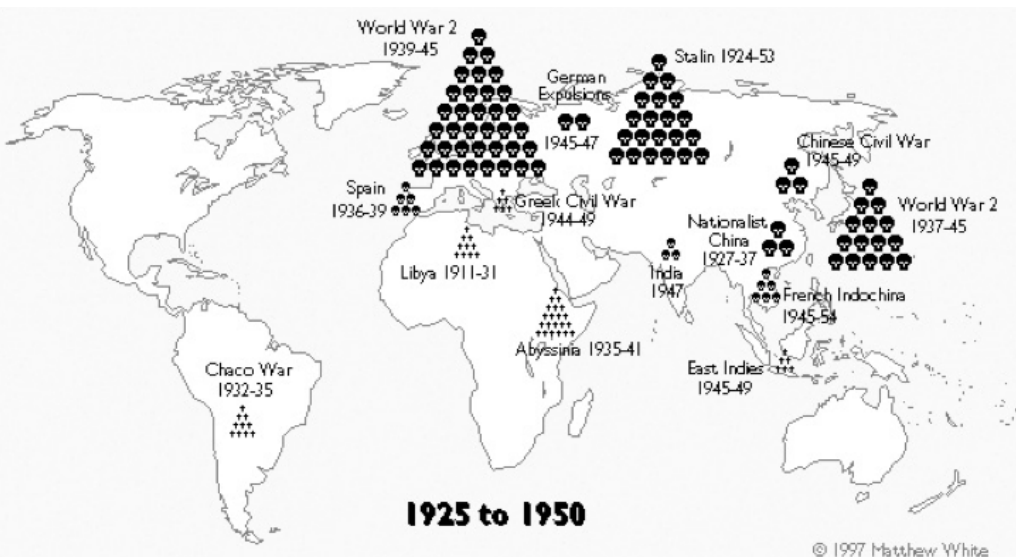 World War 2
1939-45
Stalin 1924-53
German
Expulsions
1945-47
Chinese Civil War
1945-49
Spain
1936-39
Greek Civil War
1944-49
World War 2
1937-45
Nationalist
China
1927-37
Libya 1911-31
India
1947
French Indochina
1945-54
Abyssinia 1935-41
East Indies
1945-49
Chaco War
1932-35
1925 to 1950
© 1997 Matthew White